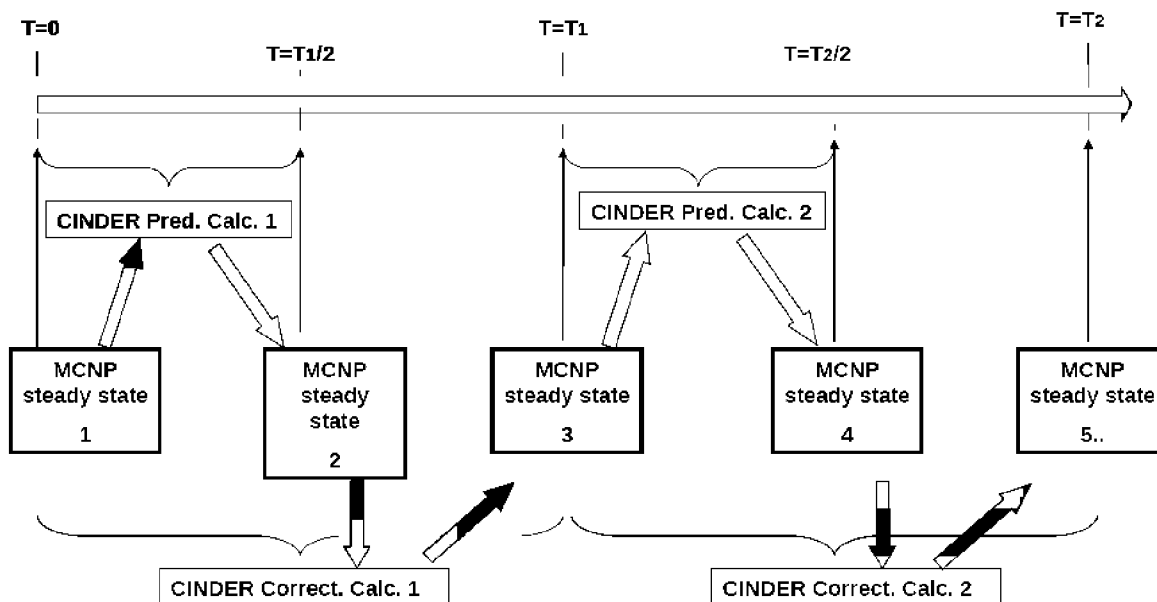 T=0
T=T1/2
T=T1
T=T2/2
T=T2
CINDER Pred. Calc. 1
CINDER Pred. Calc. 2
MCNP
steady state
1
MCNP
steady
state
2
MCNP
steady state
3
MCNP
steady state
4
MCNP
steady state
5..
CINDER Correct. Calc. 1
CINDER Correct. Calc. 2